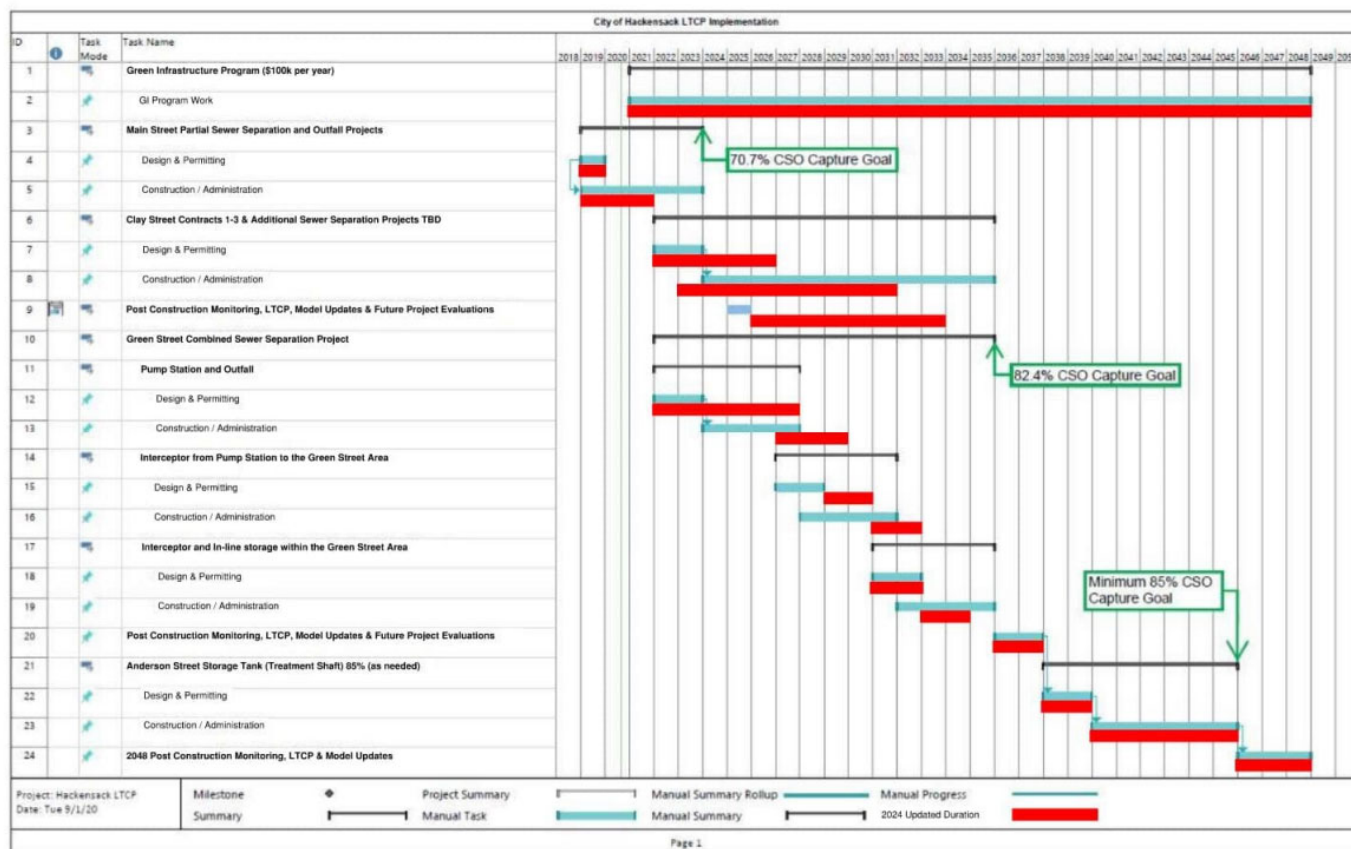 City of Hackensack LTCP Implementation
ID Task Mode Task Name
2018 2019 2020 2021 2022 2023 2024 2025 2026 2027 2028 2029 2030 2031 2032 2033 2034 2035 2036 2037 2038 2039 2040 2041 2042 2043 2044 2045 2046 2047 2048 2049
1 Green Infrastructure Program ($100k per year)
2 GI Program Work
3 Main Street Partial Sewer Separation and Outfall Projects
70.7% CSO Capture Goal
4 Design & Permitting
5 Construction / Administration
6 Clay Street Contracts 1-3 & Additional Sewer Separation Projects TBD
7 Design & Permitting
8 Construction / Administration
9 Post Construction Monitoring, LTCP, Model Updates & Future Project Evaluations
10 Green Street Combined Sewer Separation Project
11 Pump Station and Outfall
82.4% CSO Capture Goal
12 Design & Permitting
13 Construction / Administration
14 Interceptor from Pump Station to the Green Street Area
15 Design & Permitting
16 Construction / Administration
17 Interceptor and In-line storage within the Green Street Area
18 Design & Permitting
Minimum 85% CSO
Capture Goal
19 Construction / Administration
20 Post Construction Monitoring, LTCP, Model Updates & Future Project Evaluations
21 Anderson Street Storage Tank (Treatment Shaft) 85% (as needed)
22 Design & Permitting
23 Construction / Administration
24 2048 Post Construction Monitoring, LTCP & Model Updates
Project: Hackensack LTCP
Date: Tue 9/1/20
Milestone Project Summary Manual Summary Rollup Manual Progress
Summary Manual Task Manual Summary 2024 Updated Duration
Page 1